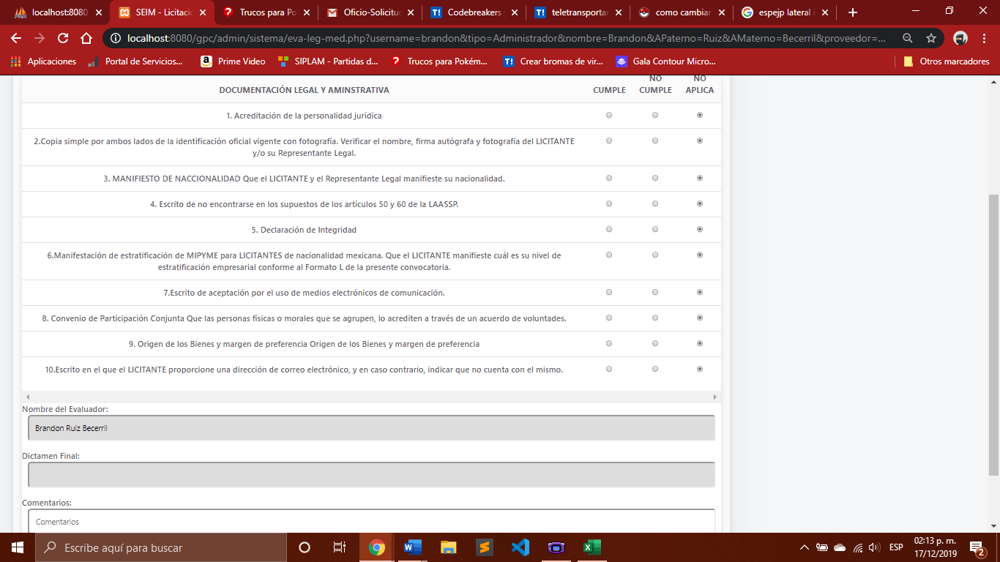 localhost:8080
SEIM - Licitaci
Trucos para Po
Oficio-Solicitud
Codebreakers
teletransporta
como cambiar
espejp lateral
localhost:8080/gpc/admin/sistema/eva-leg-med.php?username=brandon&tipo=Administrador&nombre=Brandon&APaterno=Ruiz&AMaterno=Becerril&proveedor=...
Aplicaciones
Portal de Servicios...
Prime Video
SIPLAM - Partidas d...
Trucos para Pokém...
Crear bromas de vir...
Gala Contour Micro...
Otros marcadores
DOCUMENTACIÓN LEGAL Y AMINSTRATIVA
CUMPLE
NO
CUMPLE
NO
APLICA
1. Acreditación de la personalidad jurídica
2.Copia simple por ambos lados de la identificación oficial vigente con fotografía. Verificar el nombre, firma autógrafa y fotografía del LICITANTE
y/o su Representante Legal.
3. MANIFIESTO DE NACCIONALIDAD Que el LICITANTE y el Representante Legal manifieste su nacionalidad.
4. Escrito de no encontrarse en los supuestos de los artículos 50 y 60 de la LAASSP.
5. Declaración de Integridad
6.Manifestación de estratificación de MIPYME para LICITANTES de nacionalidad mexicana. Que el LICITANTE manifieste cuál es su nivel de
estratificación empresarial conforme al Formato L de la presente convocatoria.
7.Escrito de aceptación por el uso de medios electrónicos de comunicación.
8. Convenio de Participación Conjunta Que las personas físicas o morales que se agrupen, lo acrediten a través de un acuerdo de voluntades.
9. Origen de los Bienes y margen de preferencia Origen de los Bienes y margen de preferencia
10.Escrito en el que el LICITANTE proporcione una dirección de correo electrónico, y en caso contrario, indicar que no cuenta con el mismo.
Nombre del Evaluador:
Brandon Ruiz Becerril
Dictamen Final:
Comentarios:
Comentarios
Escribe aquí para buscar
ESP
02:13 p. m.
17/12/2019
2